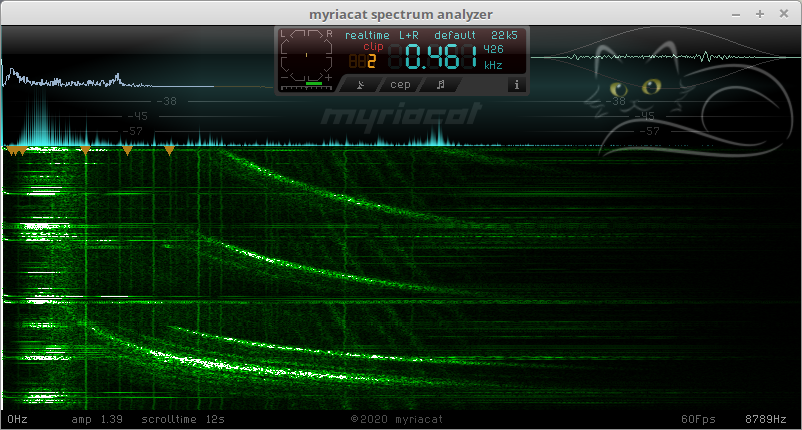 myriacat spectrum analyzer
L R realtime L+R default 22k5
clip
2 0.461 426
kHz
cep i
-38 -38
-45 -45
-57 -57
myriacat
0Hz amp 1.39 scrolltime 12s ©2020 myriacat 60Fps 8789Hz